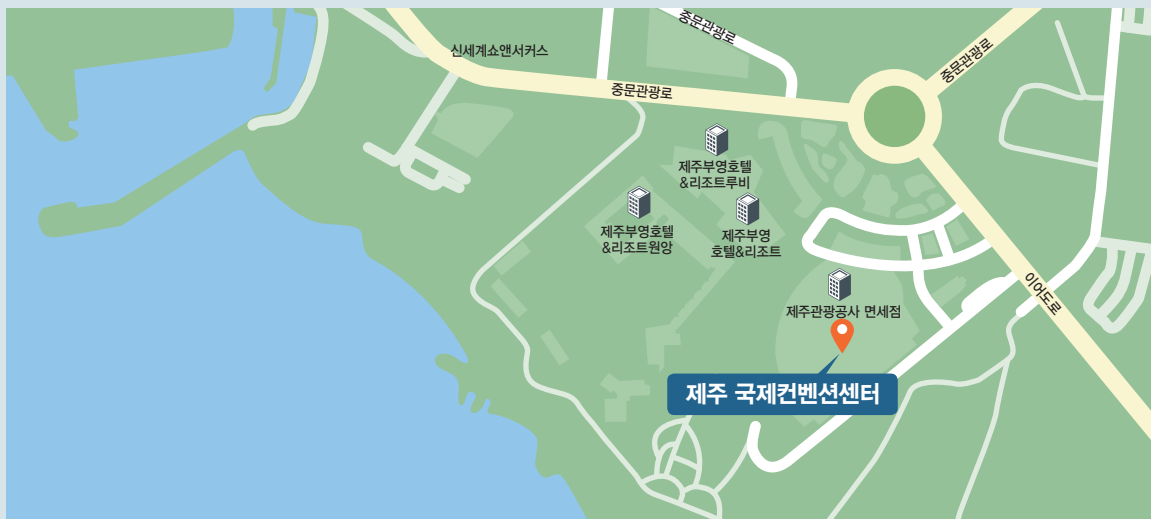 중문관광로
신세계쇼앤서커스
중문관광로
중문관광로
제주부영호텔
&리조트루비
제주부영호텔
&리조트원앙
제주부영
호텔&리조트
이어도로
제주관광공사 면세점
제주 국제컨벤션센터